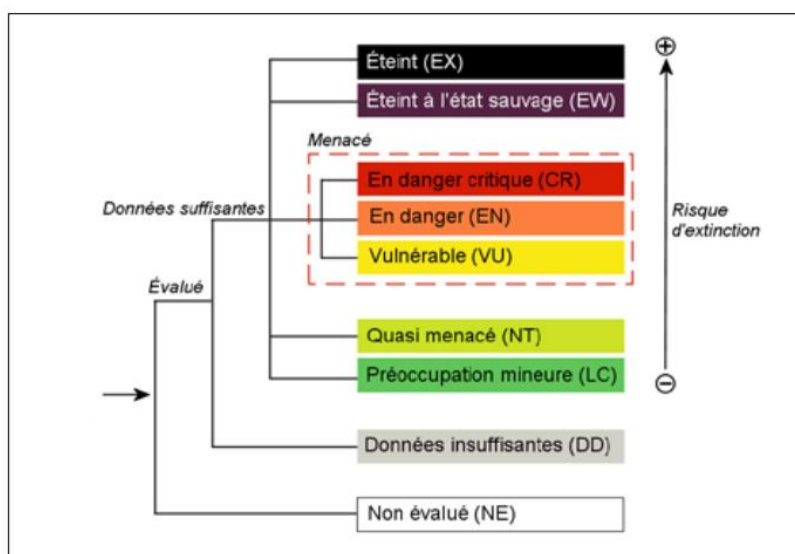 Éteint (EX)
Éteint à l'état sauvage (EW)
Menacé
En danger critique (CR)
En danger (EN)
Vulnérable (VU)
Données suffisantes
Risque
d'extinction
Évalué
Quasi menacé (NT)
Préoccupation mineure (LC)
Données insuffisantes (DD)
Non évalué (NE)